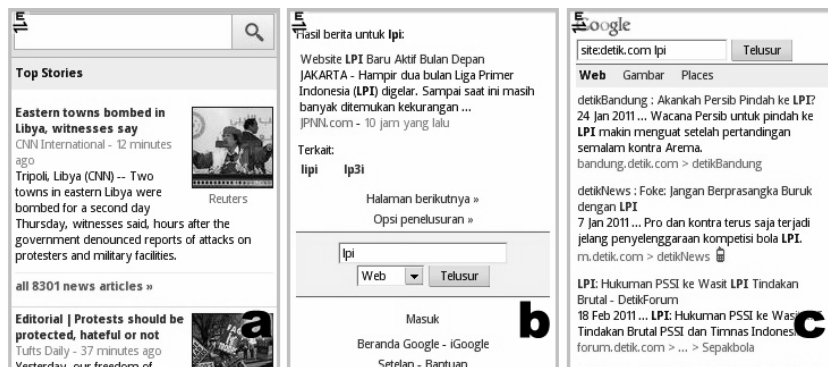 E
Top Stories
Eastern towns bombed in
Libya, witnesses say
CNN International - 12 minutes
ago
Tripoli, Libya (CNN) -- Two
towns in eastern Libya were
bombed for a second day
Reuters
Thursday, witnesses said, hours after the
government denounced reports of attacks on
protesters and military facilities.
all 8301 news articles »
Editorial | Protests should be
protected, hateful or not
Tufts Daily - 37 minutes ago
Yesterday, our freedom of
a
E
Hasil berita untuk lpi:
Website LPI Baru Aktif Bulan Depan
JAKARTA - Hampir dua bulan Liga Primer
Indonesia (LPI) digelar. Sampai saat ini masih
banyak ditemukan kekurangan ...
JPNN.com - 10 jam yang lalu
Terkait:
lipi lp3i
Halaman berikutnya »
Opsi penelusuran »
lpi
Web Telusur
Masuk
Beranda Google - iGoogle
Setelan - Bantuan
b
E
Google
site:detik.com lpi Telusur
Web Gambar Places
detikBandung : Akankah Persib Pindah ke LPI?
24 Jan 2011 ... Wacana Persib untuk pindah ke
LPI makin menguat setelah pertandingan
semalam kontra Arema.
bandung.detik.com > detikBandung
detikNews : Foke: Jangan Berprasangka Buruk
dengan LPI
7 Jan 2011 ... Pro dan kontra terus saja terjadi
jelang penyelenggaraan kompetisi bola LPI.
m.detik.com > detikNews
LPI: Hukuman PSSI ke Wasit LPI Tindakan
Brutal - DetikForum
18 Feb 2011 ... LPI: Hukuman PSSI ke Wasit
Tindakan Brutal PSSI dan Timnas Indonesia
forum.detik.com > ... > Sepakbola
c